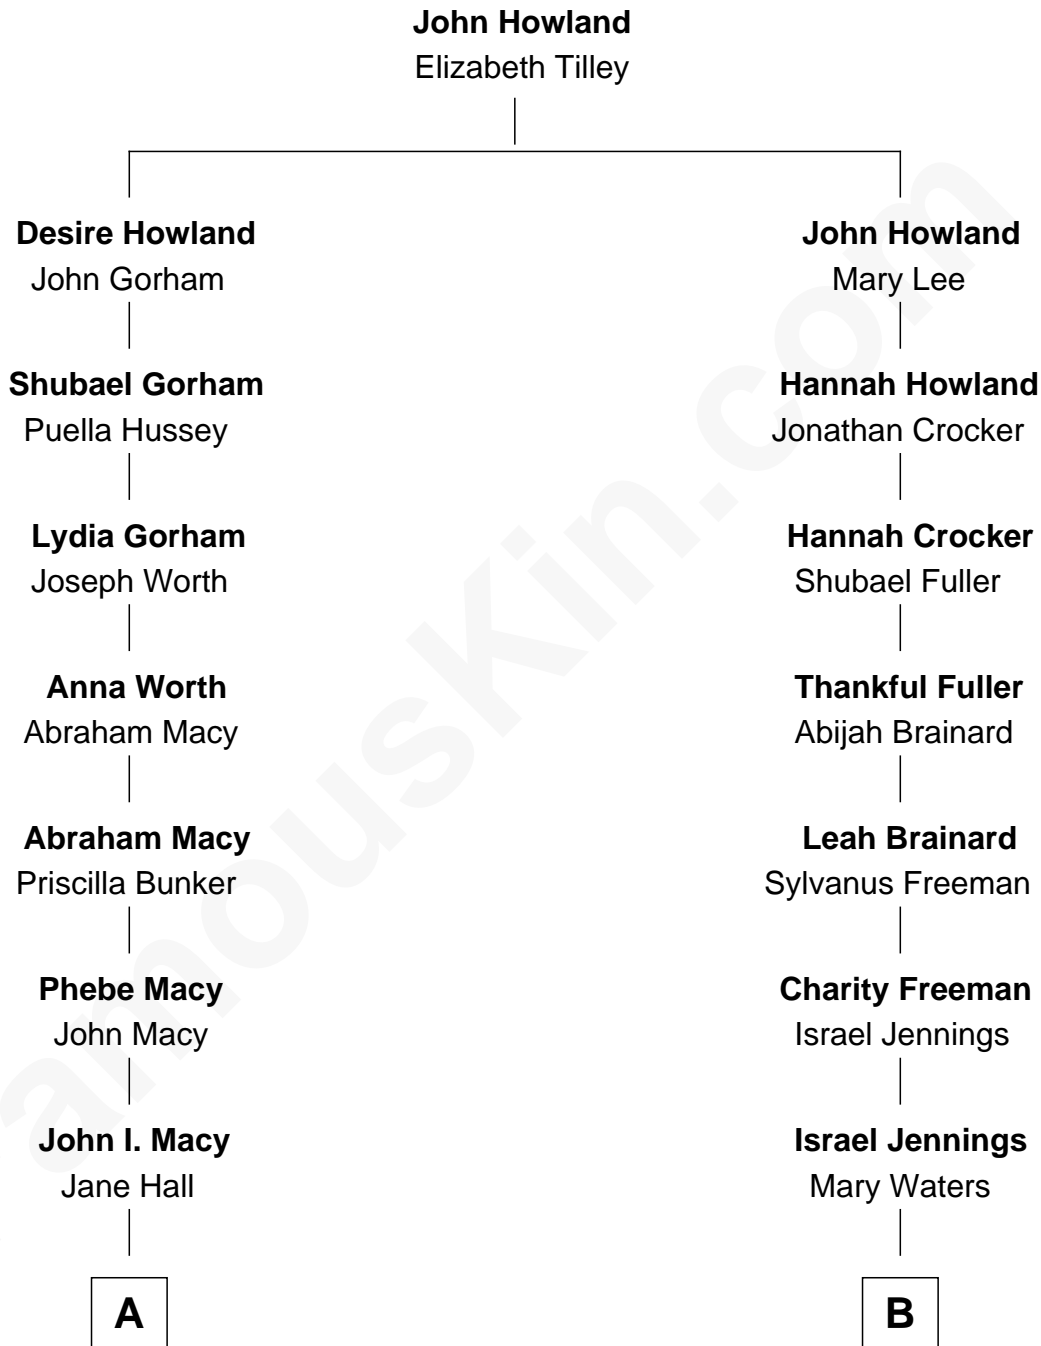 John Howland
Elizabeth Tilley
Desire Howland
John Gorham
John Howland
Mary Lee
Shubael Gorham
Puella Hussey
Hannah Howland
Jonathan Crocker
Lydia Gorham
Joseph Worth
Hannah Crocker
Shubael Fuller
Anna Worth
Abraham Macy
Thankful Fuller
Abijah Brainard
Abraham Macy
Priscilla Bunker
Leah Brainard
Sylvanus Freeman
Phebe Macy
John Macy
Charity Freeman
Israel Jennings
John I. Macy
Jane Hall
Israel Jennings
Mary Waters
A
B
amousKin.com